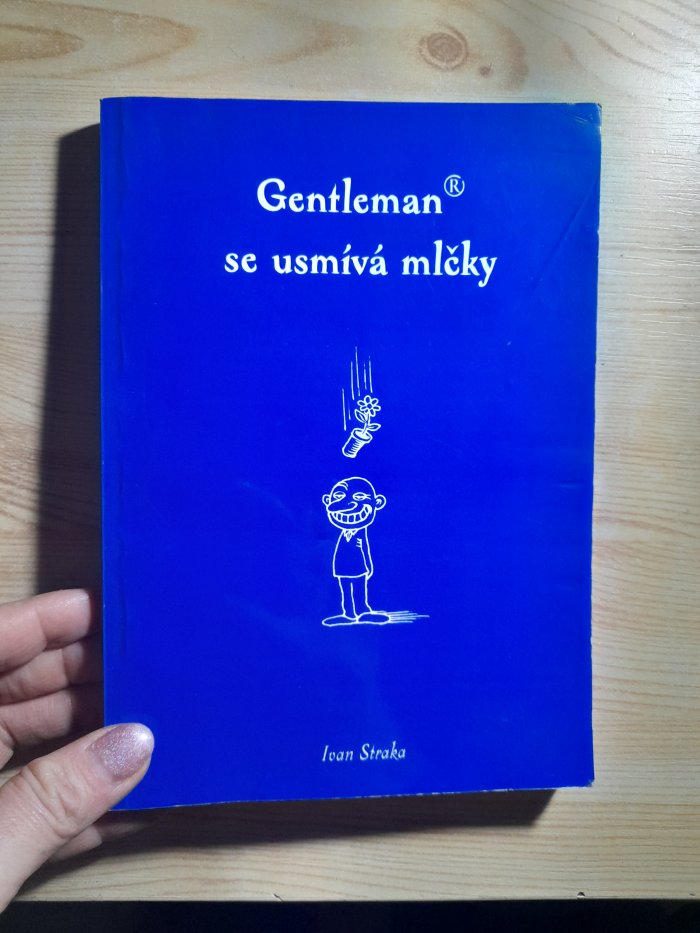 Gentleman®
se usmívá mlčky
Ivan Straka